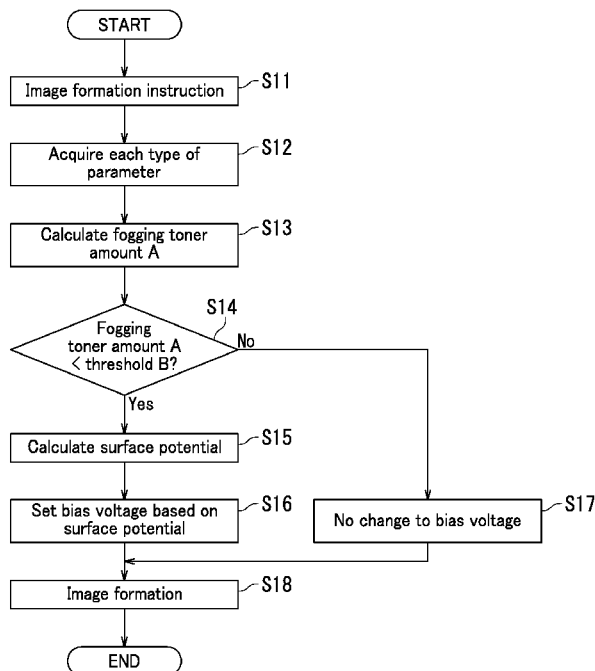 START
Image formation instruction
S11
Acquire each type of
parameter
S12
Calculate fogging toner
amount A
S13
S14
Fogging
toner amount A
< threshold B?
No
Yes
Calculate surface potential
S15
Set bias voltage based on
surface potential
S16
No change to bias voltage
S17
Image formation
S18
END